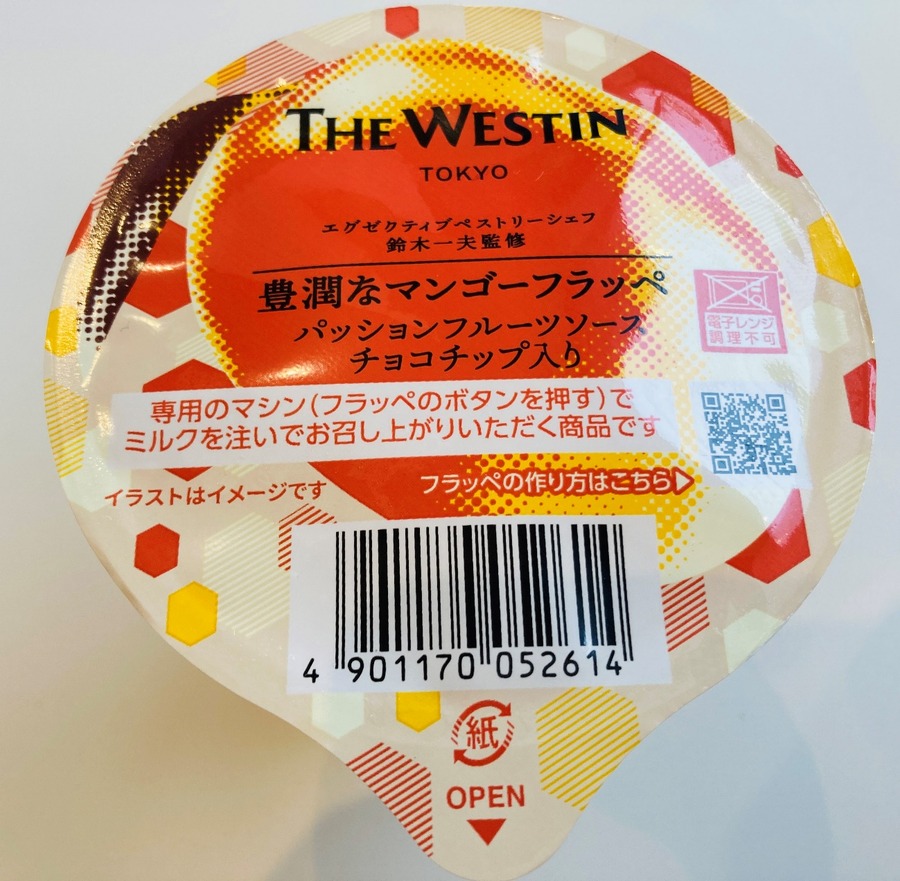 THE WESTIN
TOKYO
エグゼクティブペストリーシェフ
鈴木一夫監修
豊潤なマンゴーフラッペ
パッションフルーツソース
チョコチップ入り
電子レンジ
調理不可
専用のマシン(フラッペのボタンを押す)で
ミルクを注いでお召し上がりいただく商品です
イラストはイメージです
フラッペの作り方はこちら
4 901170 052614
紙
OPEN